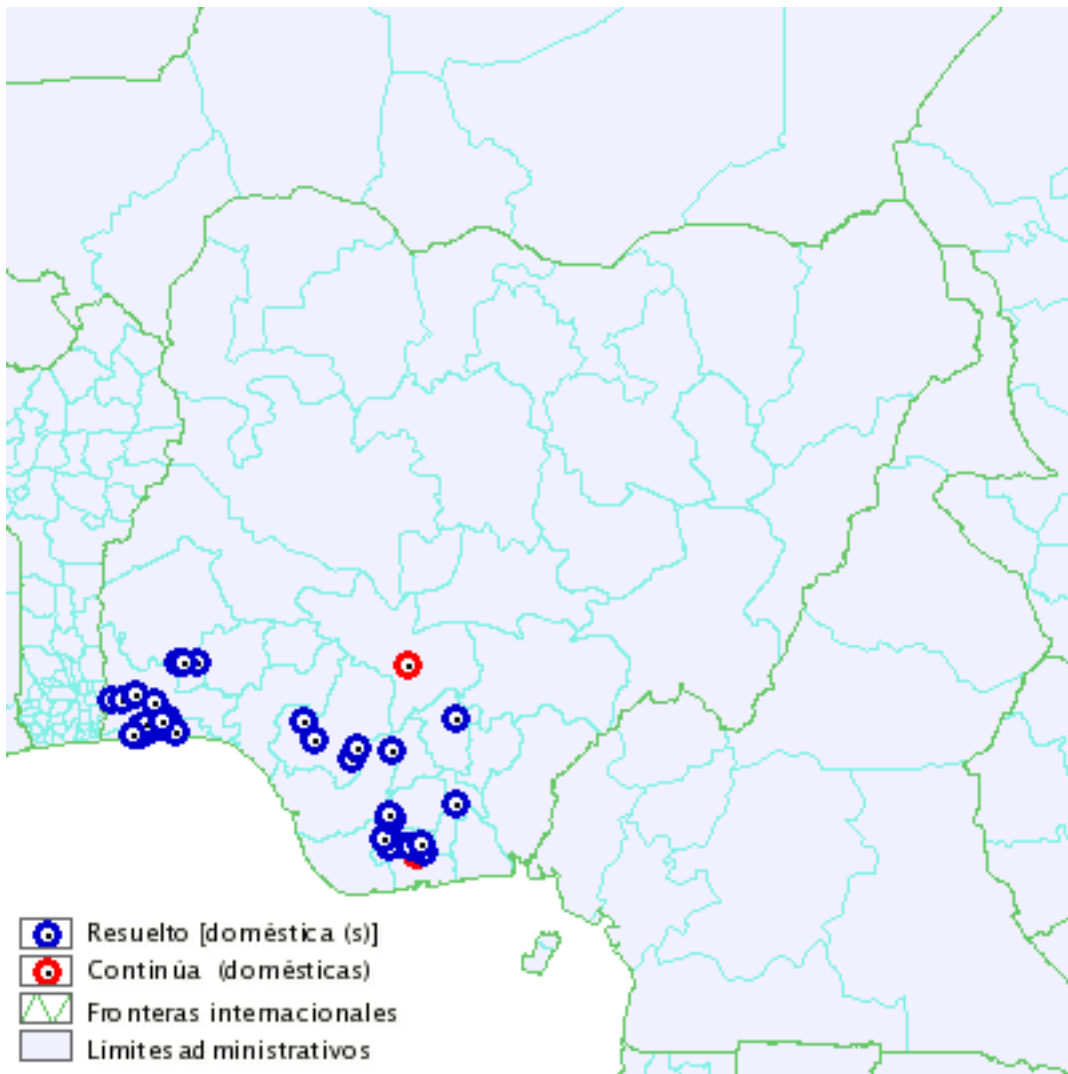 Resuelto [doméstica (s)]
Continúa (domésticas)
Fronteras internacionales
Límites administrativos